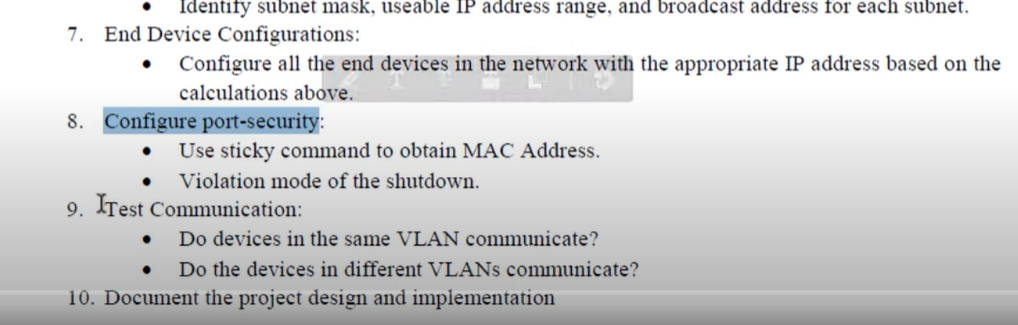 • Identify subnet mask, useable IP address range, and broadcast address for each subnet.
7. End Device Configurations:
• Configure all the end devices in the network with the appropriate IP address based on the
calculations above.
8. Configure port-security:
• Use sticky command to obtain MAC Address.
• Violation mode of the shutdown.
9. Test Communication:
• Do devices in the same VLAN communicate?
• Do the devices in different VLANs communicate?
10. Document the project design and implementation